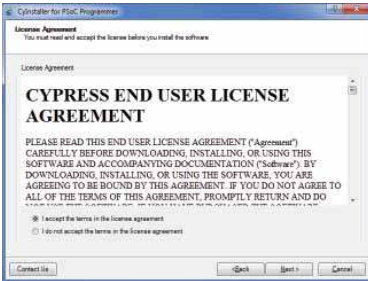 CyInstaller for PSoC Programmer
License Agreement
You must read and accept the license before you install the software
License Agreement
CYPRESS END USER LICENSE
AGREEMENT
PLEASE READ THIS END USER LICENSE AGREEMENT ("Agreement")
CAREFULLY BEFORE DOWNLOADING, INSTALLING, OR USING THIS
SOFTWARE AND ACCOMPANYING DOCUMENTATION ("Software"). BY
DOWNLOADING, INSTALLING, OR USING THE SOFTWARE, YOU ARE
AGREEING TO BE BOUND BY THIS AGREEMENT. IF YOU DO NOT AGREE TO
ALL OF THE TERMS OF THIS AGREEMENT, PROMPTLY RETURN AND DO
I accept the terms in the license agreement
I do not accept the terms in the license agreement
Contact Us
<Back
Next >
Cancel